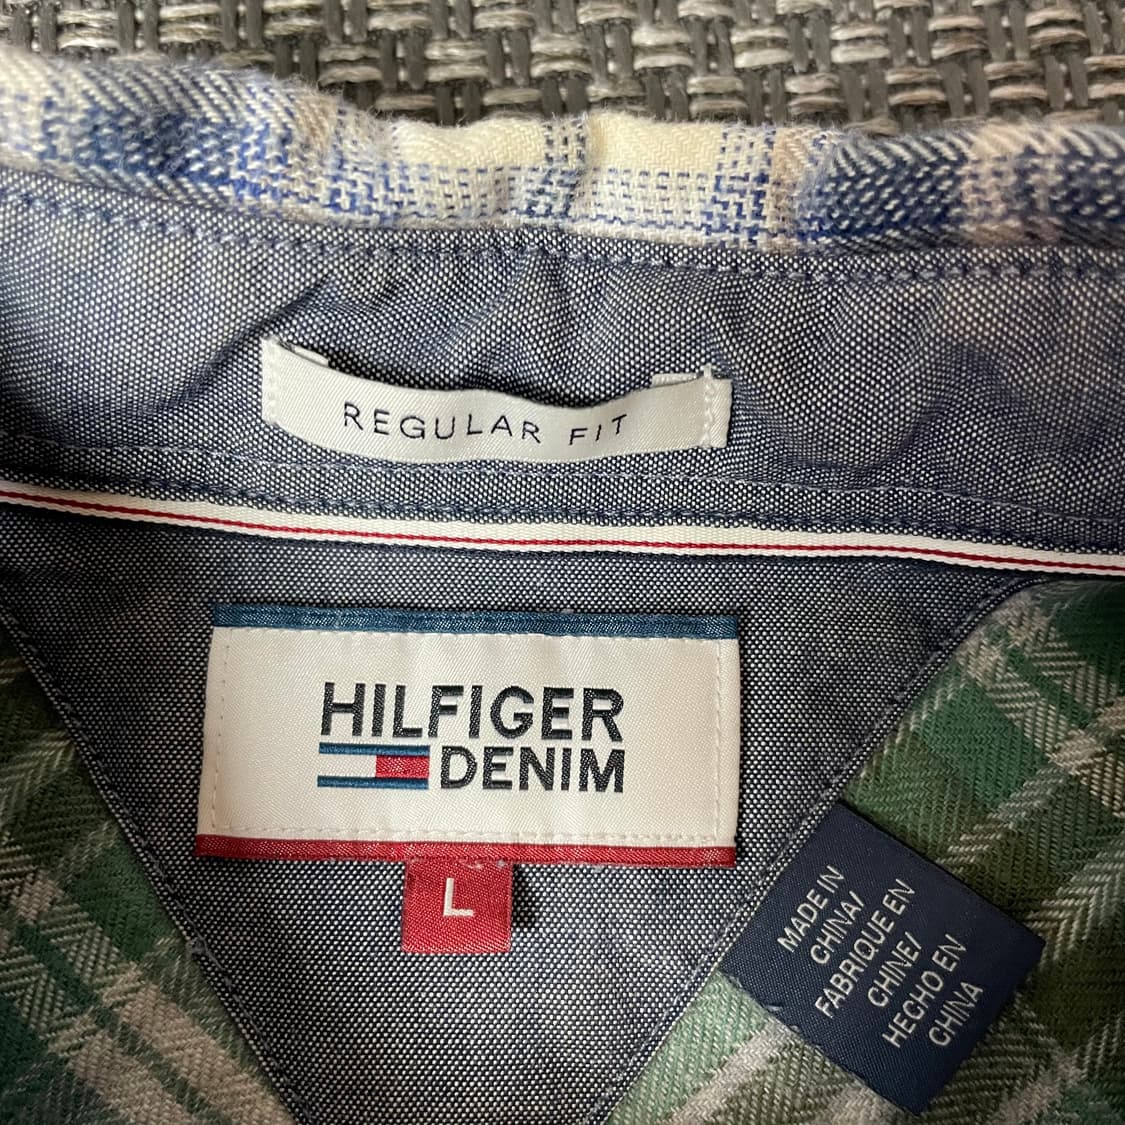 REGULAR FIT
HILFIGER
DENIM
L
MADE IN
CHINA/
FABRIQUE EN
CHINE/
HECHO EN
CHINA